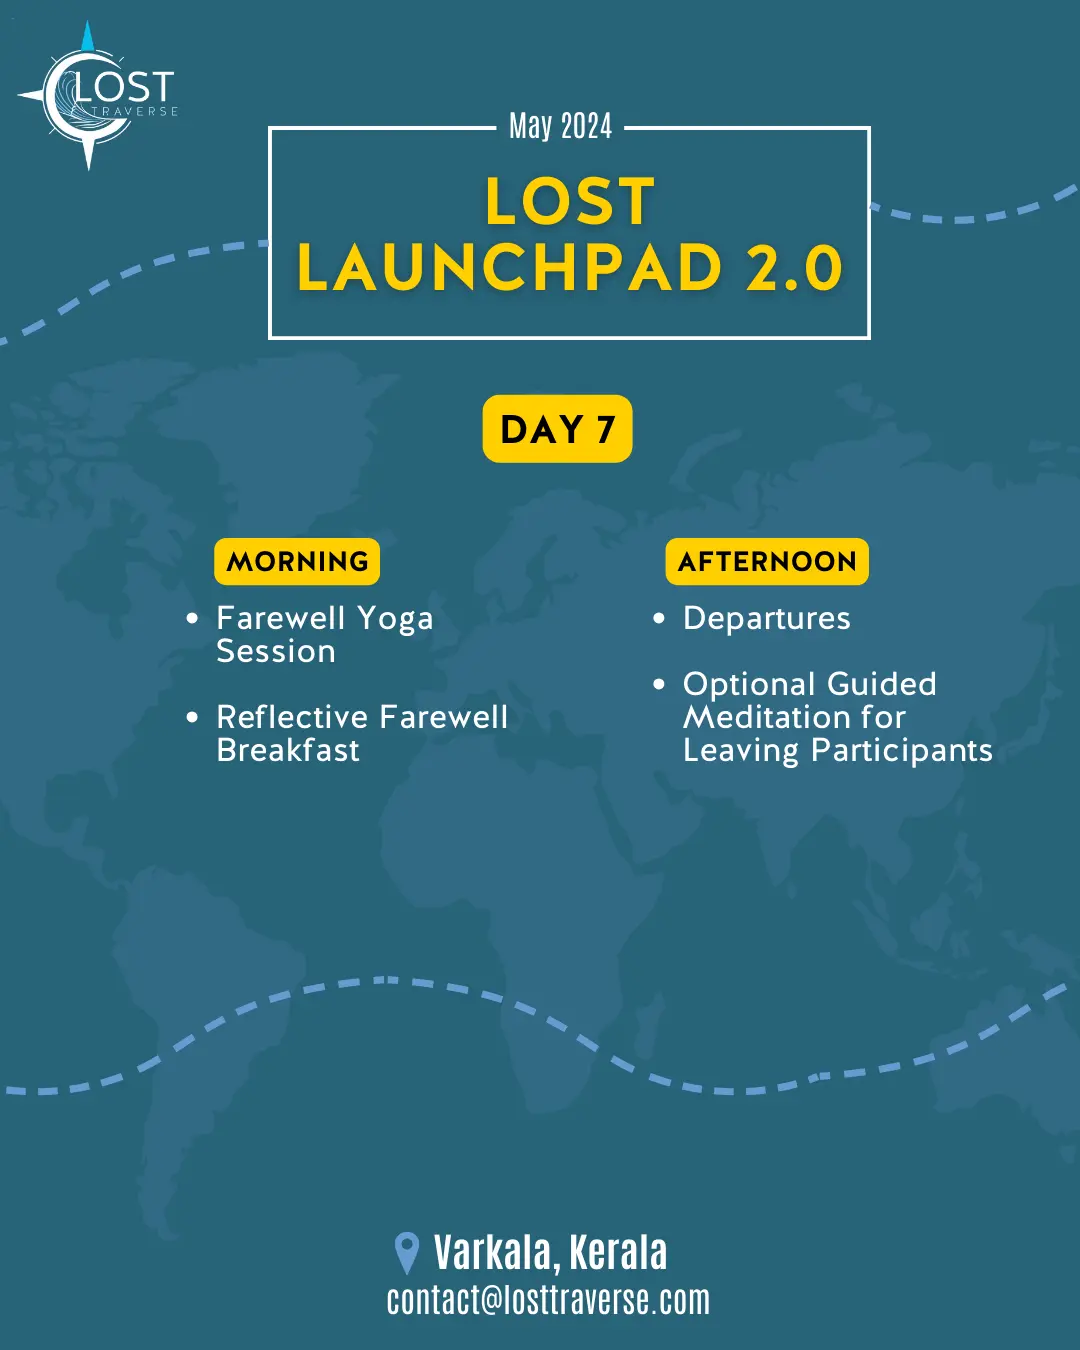 LOST
TRAVERSE
May 2024
LOST
LAUNCHPAD 2.0
DAY 7
MORNING
• Farewell Yoga
Session
• Reflective Farewell
Breakfast
AFTERNOON
• Departures
• Optional Guided
Meditation for
Leaving Participants
Varkala, Kerala
contact@losttraverse.com